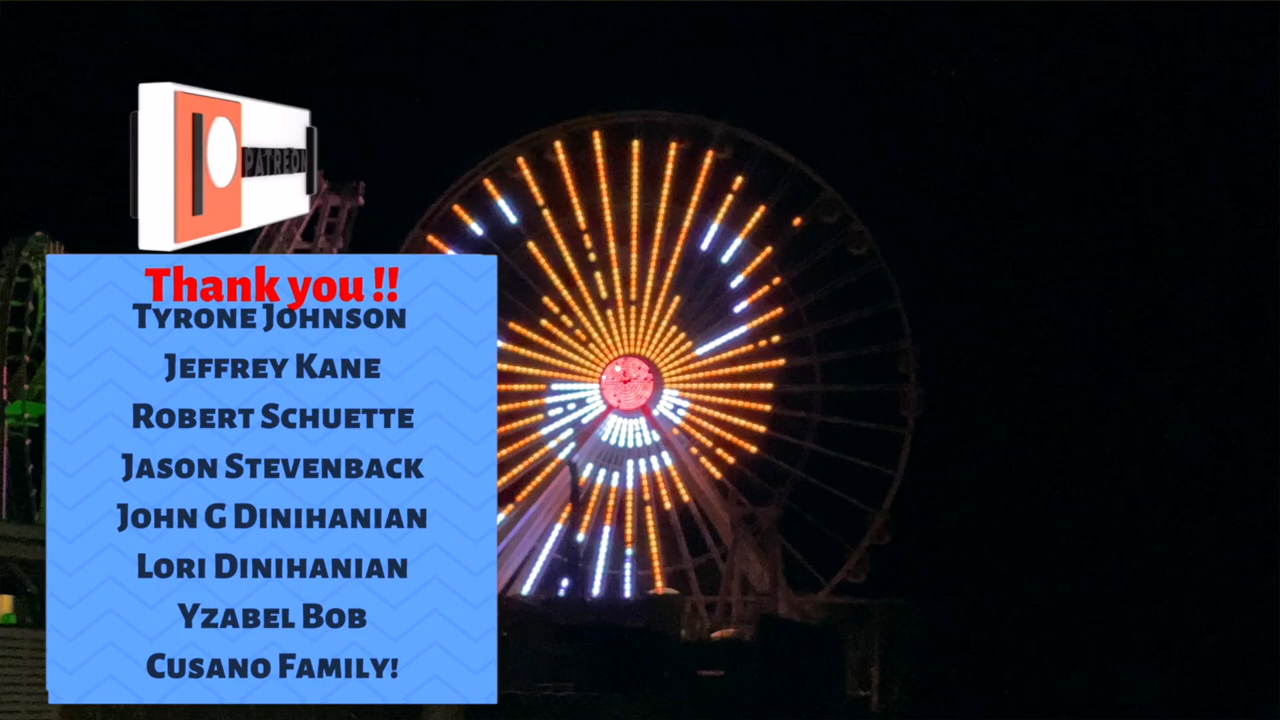 PATREON
Thank you !!
Tyrone Johnson
Jeffrey Kane
Robert Schuette
Jason Stevenback
John G Dinihanian
Lori Dinihanian
Yzabel Bob
Cusano Family!